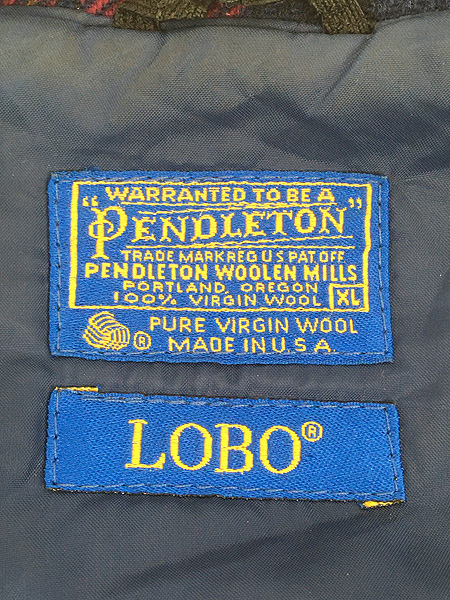 WARRANTED TO BE A
"PENDLETON"
TRADE MARK REG U S PAT. OFF
PENDLETON WOOLEN MILLS
PORTLAND, OREGON
100% VIRGIN WOOL XL
® PURE VIRGIN WOOL
MADE IN U.S.A.
LOBO®